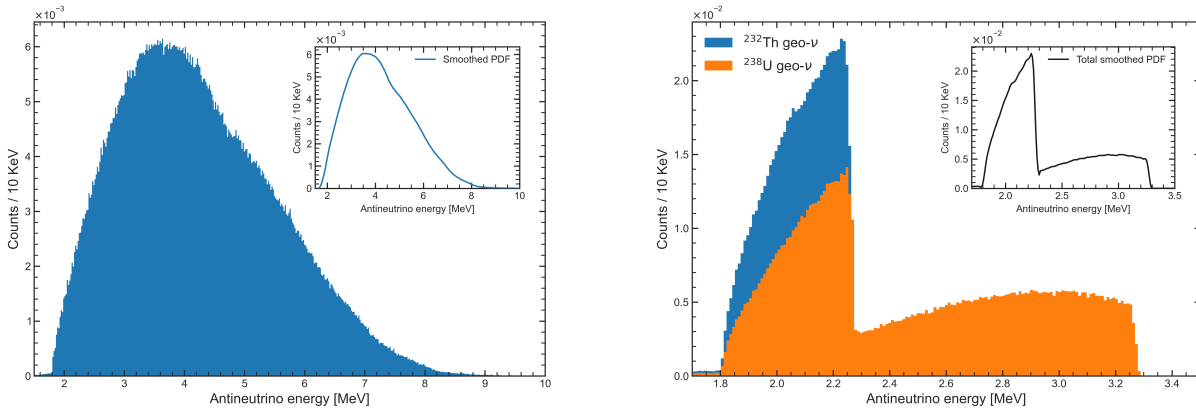 ×10⁻³
6
5
4
3
2
1
0
Counts / 10 KeV
2 3 4 5 6 7 8 9 10
Antineutrino energy [MeV]
×10⁻³
Smoothed PDF
6
5
4
3
2
1
0
Counts / 10 KeV
2 4 6 8 10
Antineutrino energy [MeV]
×10⁻²
²³²Th geo-ν
²³⁸U geo-ν
2.0
1.5
1.0
0.5
0.0
Counts / 10 KeV
1.8 2.0 2.2 2.4 2.6 2.8 3.0 3.2 3.4
Antineutrino energy [MeV]
×10⁻²
Total smoothed PDF
2.0
1.5
1.0
0.5
0.0
Counts / 10 KeV
2.0 2.5 3.0 3.5
Antineutrino energy [MeV]